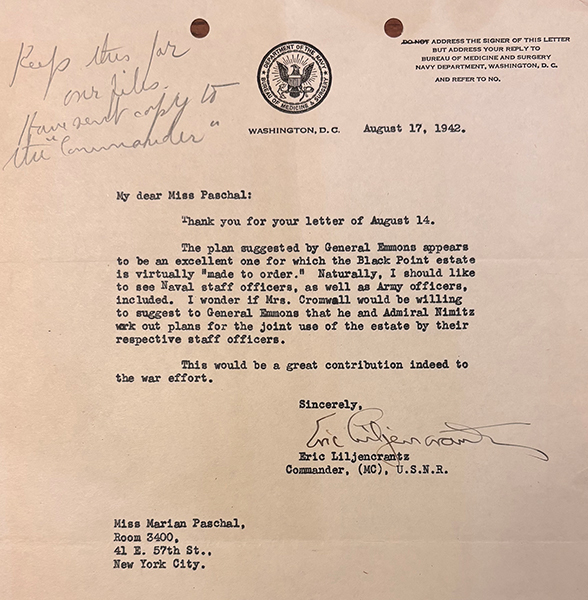 Keep this for
our files.
Have sent copy to
the "Commander"
DEPARTMENT OF THE NAVY
BUREAU OF MEDICINE & SURGERY
DO NOT ADDRESS THE SIGNER OF THIS LETTER
BUT ADDRESS YOUR REPLY TO
BUREAU OF MEDICINE AND SURGERY
NAVY DEPARTMENT, WASHINGTON, D. C.
AND REFER TO NO.
WASHINGTON, D. C. August 17, 1942.
My dear Miss Paschal:
Thank you for your letter of August 14.
The plan suggested by General Emmons appears
to be an excellent one for which the Black Point estate
is virtually "made to order." Naturally, I should like
to see Naval staff officers, as well as Army officers,
included. I wonder if Mrs. Cromwall would be willing
to suggest to General Emmons that he and Admiral Nimitz
work out plans for the joint use of the estate by their
respective staff officers.
This would be a great contribution indeed to
the war effort.
Sincerely,
Eric Liljencrantz
Eric Liljencrantz
Commander, (MC), U.S.N.R.
Miss Marian Paschal,
Room 3400,
41 E. 57th St.,
New York City.